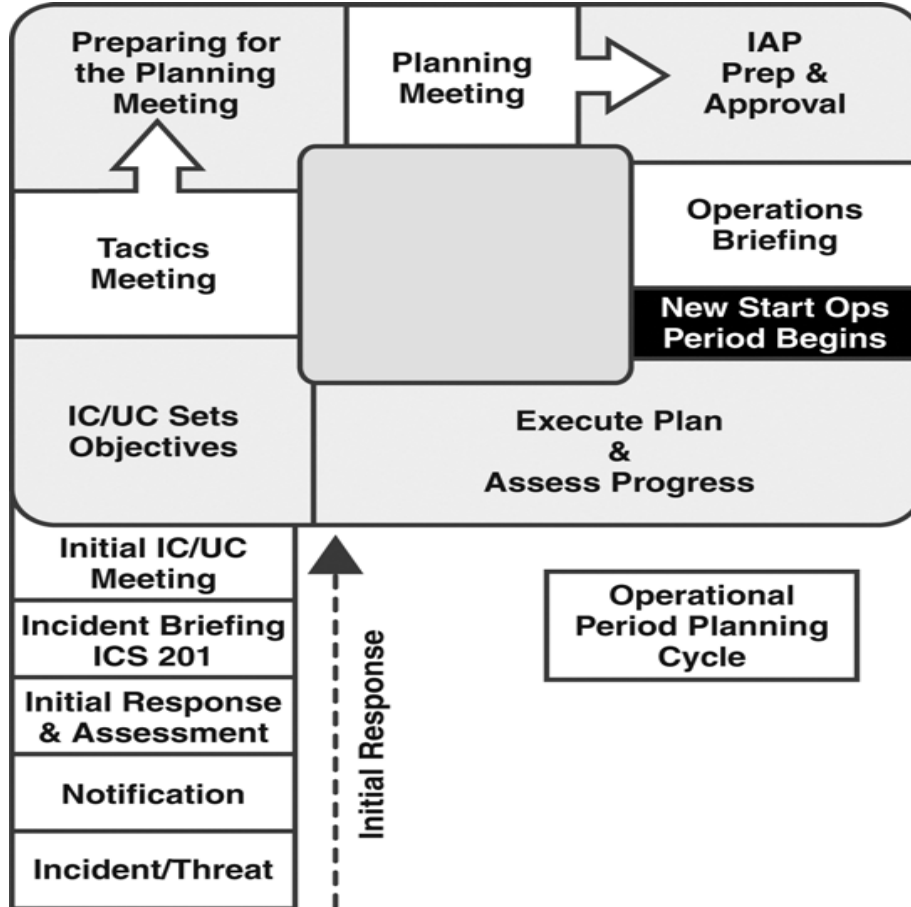 Preparing for
the Planning
Meeting
Planning
Meeting
IAP
Prep &
Approval
Tactics
Meeting
Operations
Briefing
New Start Ops
Period Begins
IC/UC Sets
Objectives
Execute Plan
&
Assess Progress
Initial IC/UC
Meeting
Incident Briefing
ICS 201
Initial Response
& Assessment
Notification
Incident/Threat
Initial Response
Operational
Period Planning
Cycle